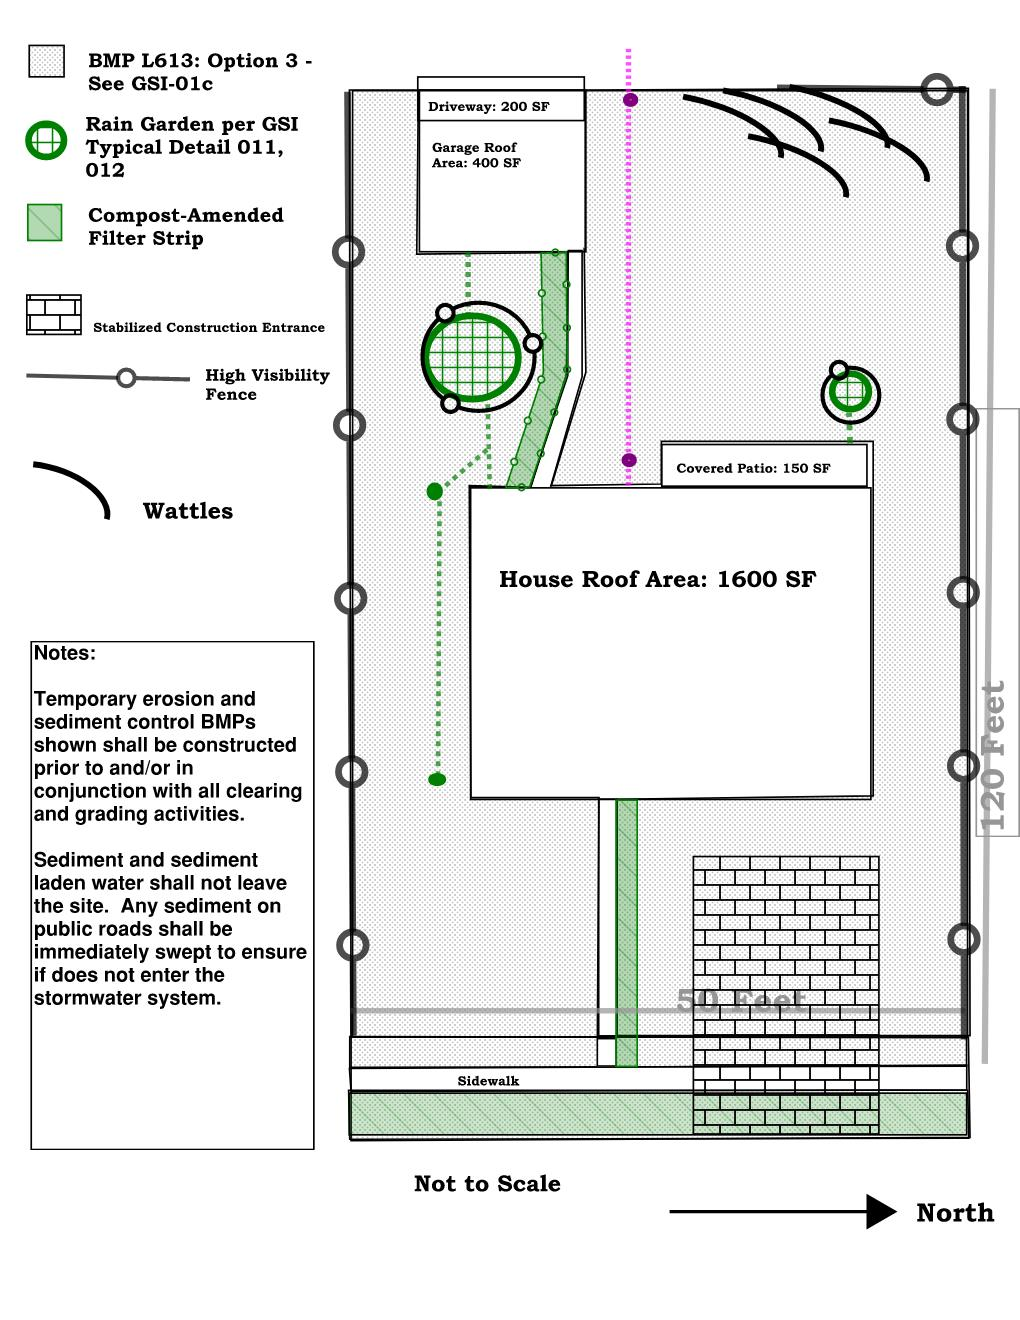 BMP L613: Option 3 -
See GSI-01c
Rain Garden per GSI
Typical Detail 011,
012
Compost-Amended
Filter Strip
Stabilized Construction Entrance
High Visibility
Fence
Wattles
Notes:
Temporary erosion and
sediment control BMPs
shown shall be constructed
prior to and/or in
conjunction with all clearing
and grading activities.
Sediment and sediment
laden water shall not leave
the site.  Any sediment on
public roads shall be
immediately swept to ensure
if does not enter the
stormwater system.
Driveway: 200 SF
Garage Roof
Area: 400 SF
Covered Patio: 150 SF
House Roof Area: 1600 SF
120 Feet
50 Feet
Sidewalk
Not to Scale
North